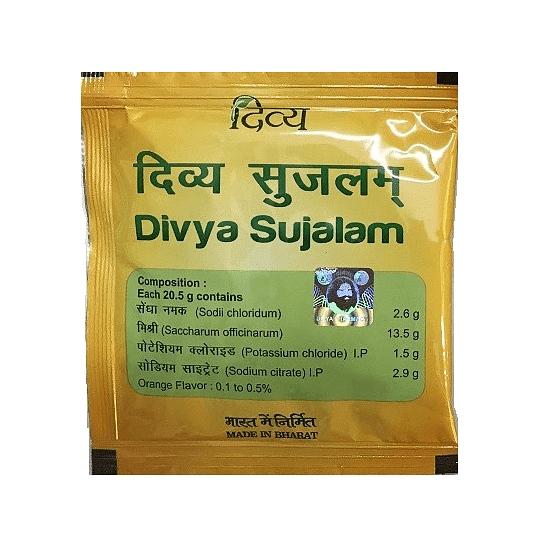 दिव्य
दिव्य सुजलम्
Divya Sujalam
Composition :
Each 20.5 g contains
सेंधा नमक (Sodii chloridum) 2.6 g
मिश्री (Saccharum officinarum) 13.5 g
पोटेशियम क्लोराइड (Potassium chloride) I.P 1.5 g
सोडियम साइट्रेट (Sodium citrate) I.P 2.9 g
Orange Flavor : 0.1 to 0.5%
भारत में निर्मित
MADE IN BHARAT